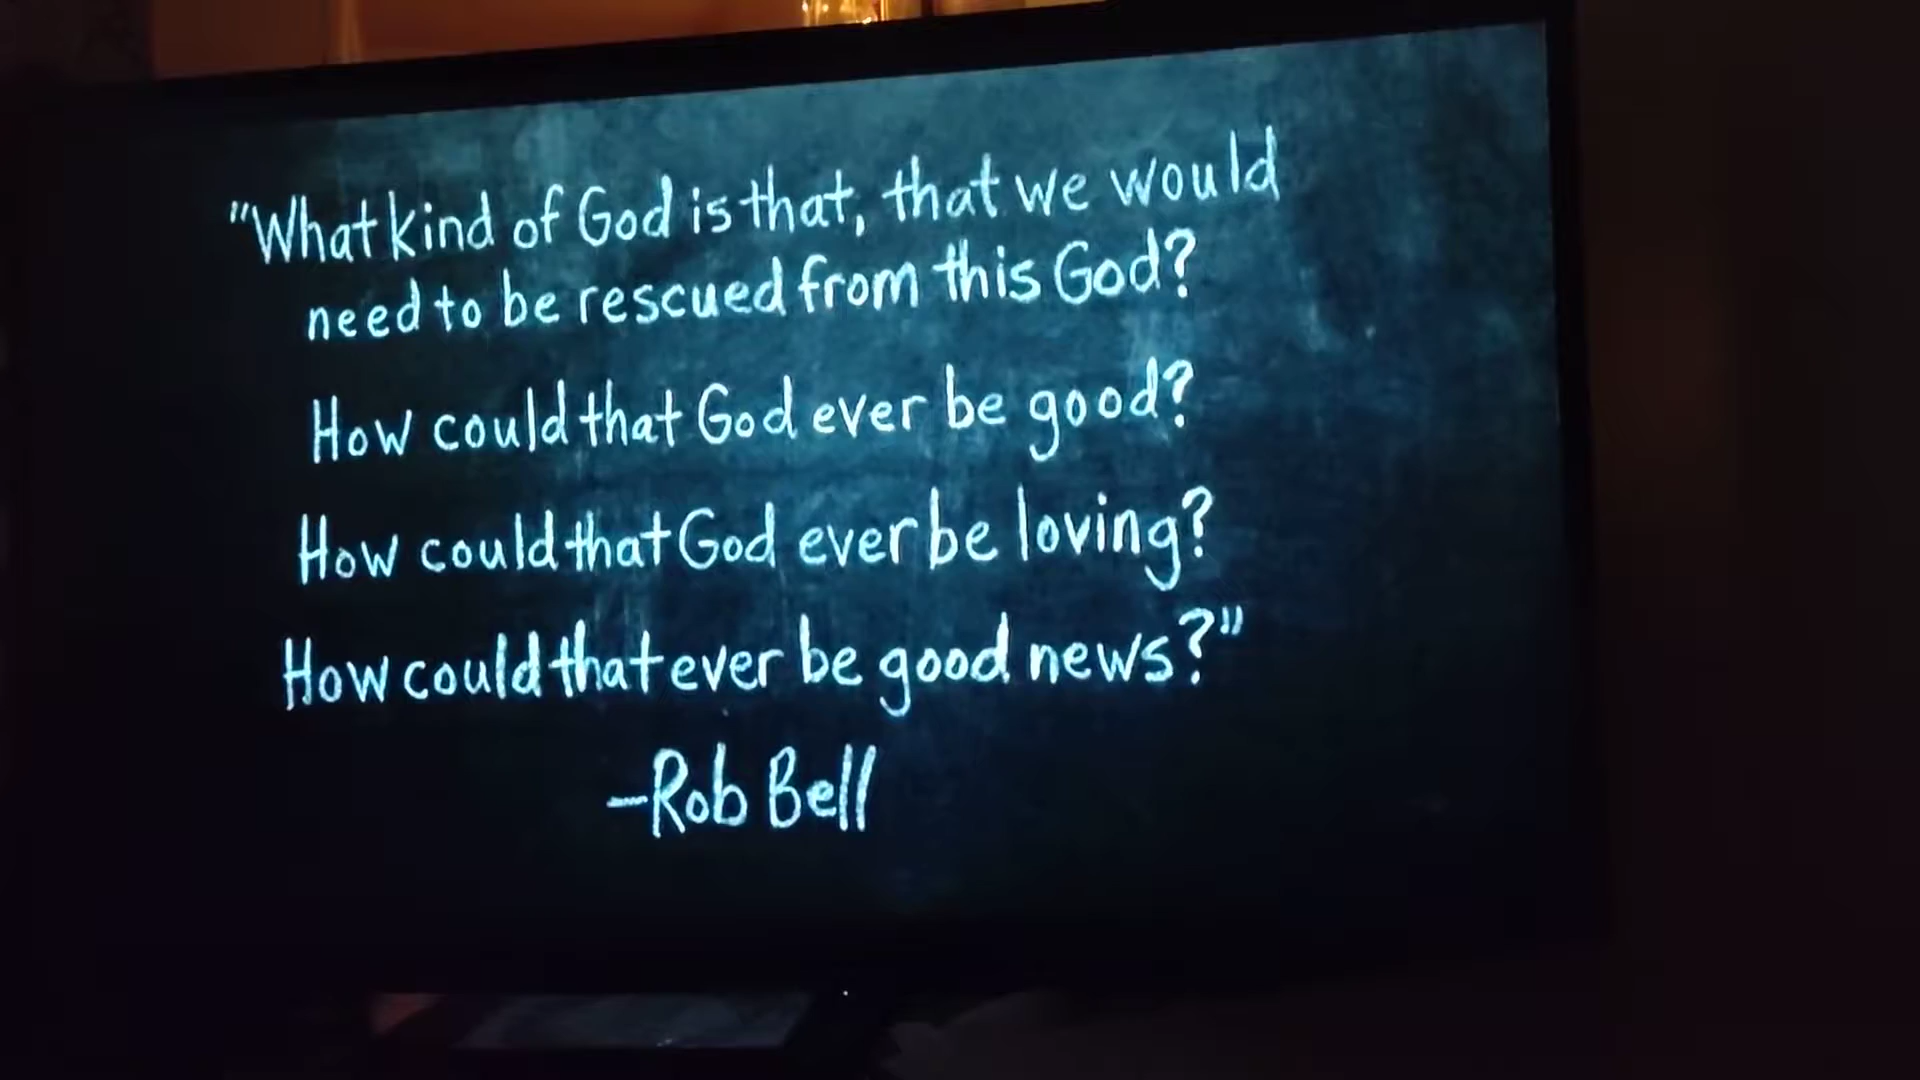 "What kind of God is that, that we would
need to be rescued from this God?
How could that God ever be good?
How could that God ever be loving?
How could that ever be good news?"
–Rob Bell